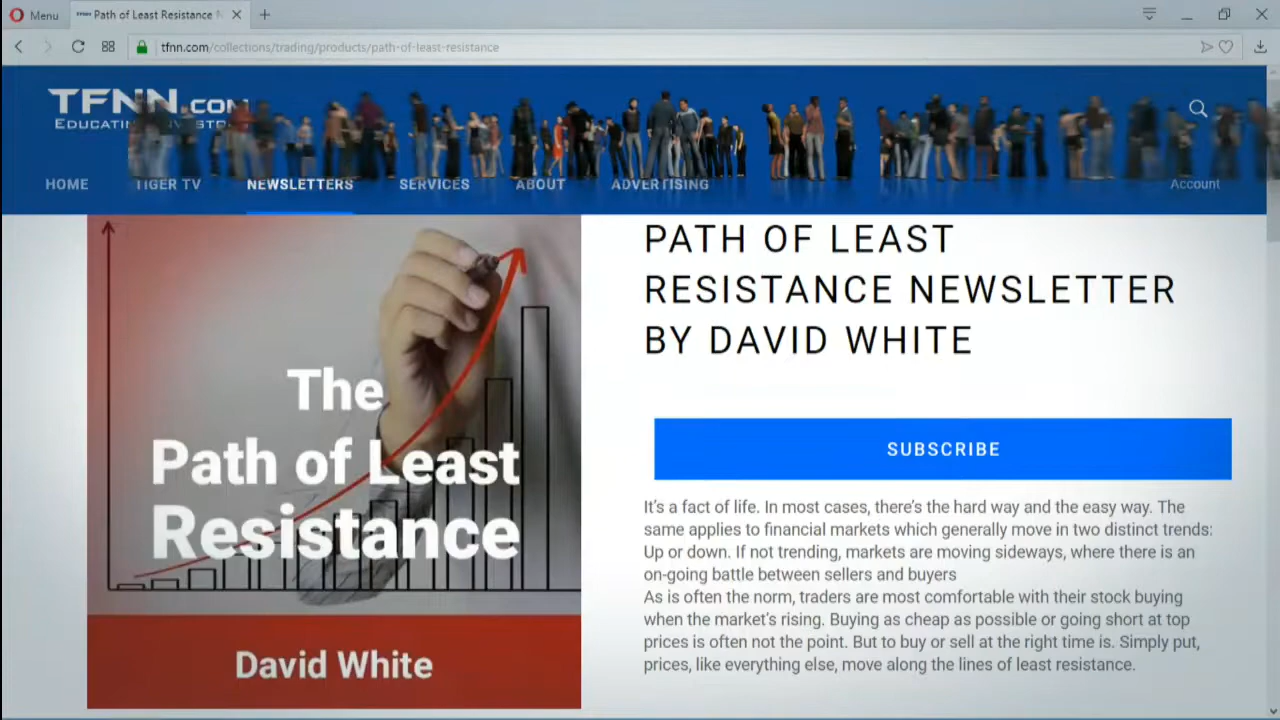 Menu
Path of Least Resistance
tfnn.com/collections/trading/products/path-of-least-resistance
TFNN.COM
EDUCATING INVESTORS
HOME TIGER TV NEWSLETTERS SERVICES ABOUT ADVERTISING Account
The
Path of Least
Resistance
David White
PATH OF LEAST
RESISTANCE NEWSLETTER
BY DAVID WHITE
SUBSCRIBE
It's a fact of life. In most cases, there's the hard way and the easy way. The
same applies to financial markets which generally move in two distinct trends:
Up or down. If not trending, markets are moving sideways, where there is an
on-going battle between sellers and buyers
As is often the norm, traders are most comfortable with their stock buying
when the market's rising. Buying as cheap as possible or going short at top
prices is often not the point. But to buy or sell at the right time is. Simply put,
prices, like everything else, move along the lines of least resistance.